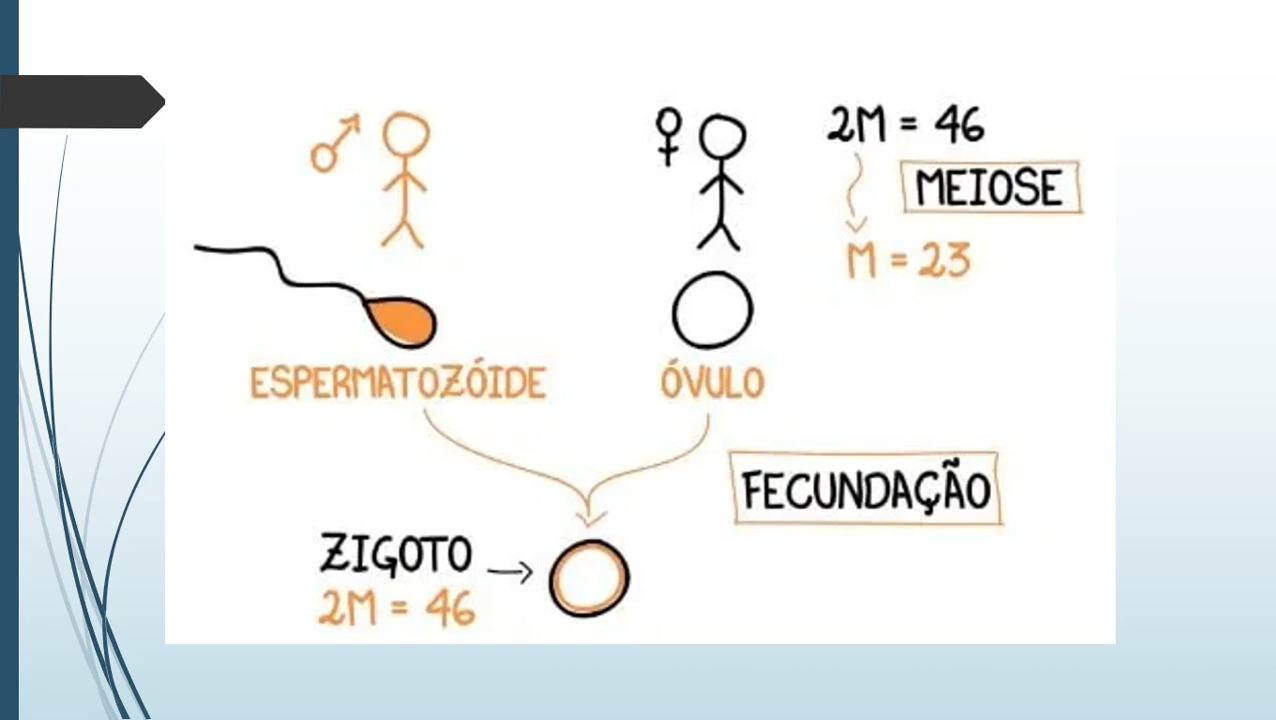 2M = 46
MEIOSE
M = 23
ESPERMATOZÓIDE
ÓVULO
FECUNDAÇÃO
ZIGOTO
2M = 46